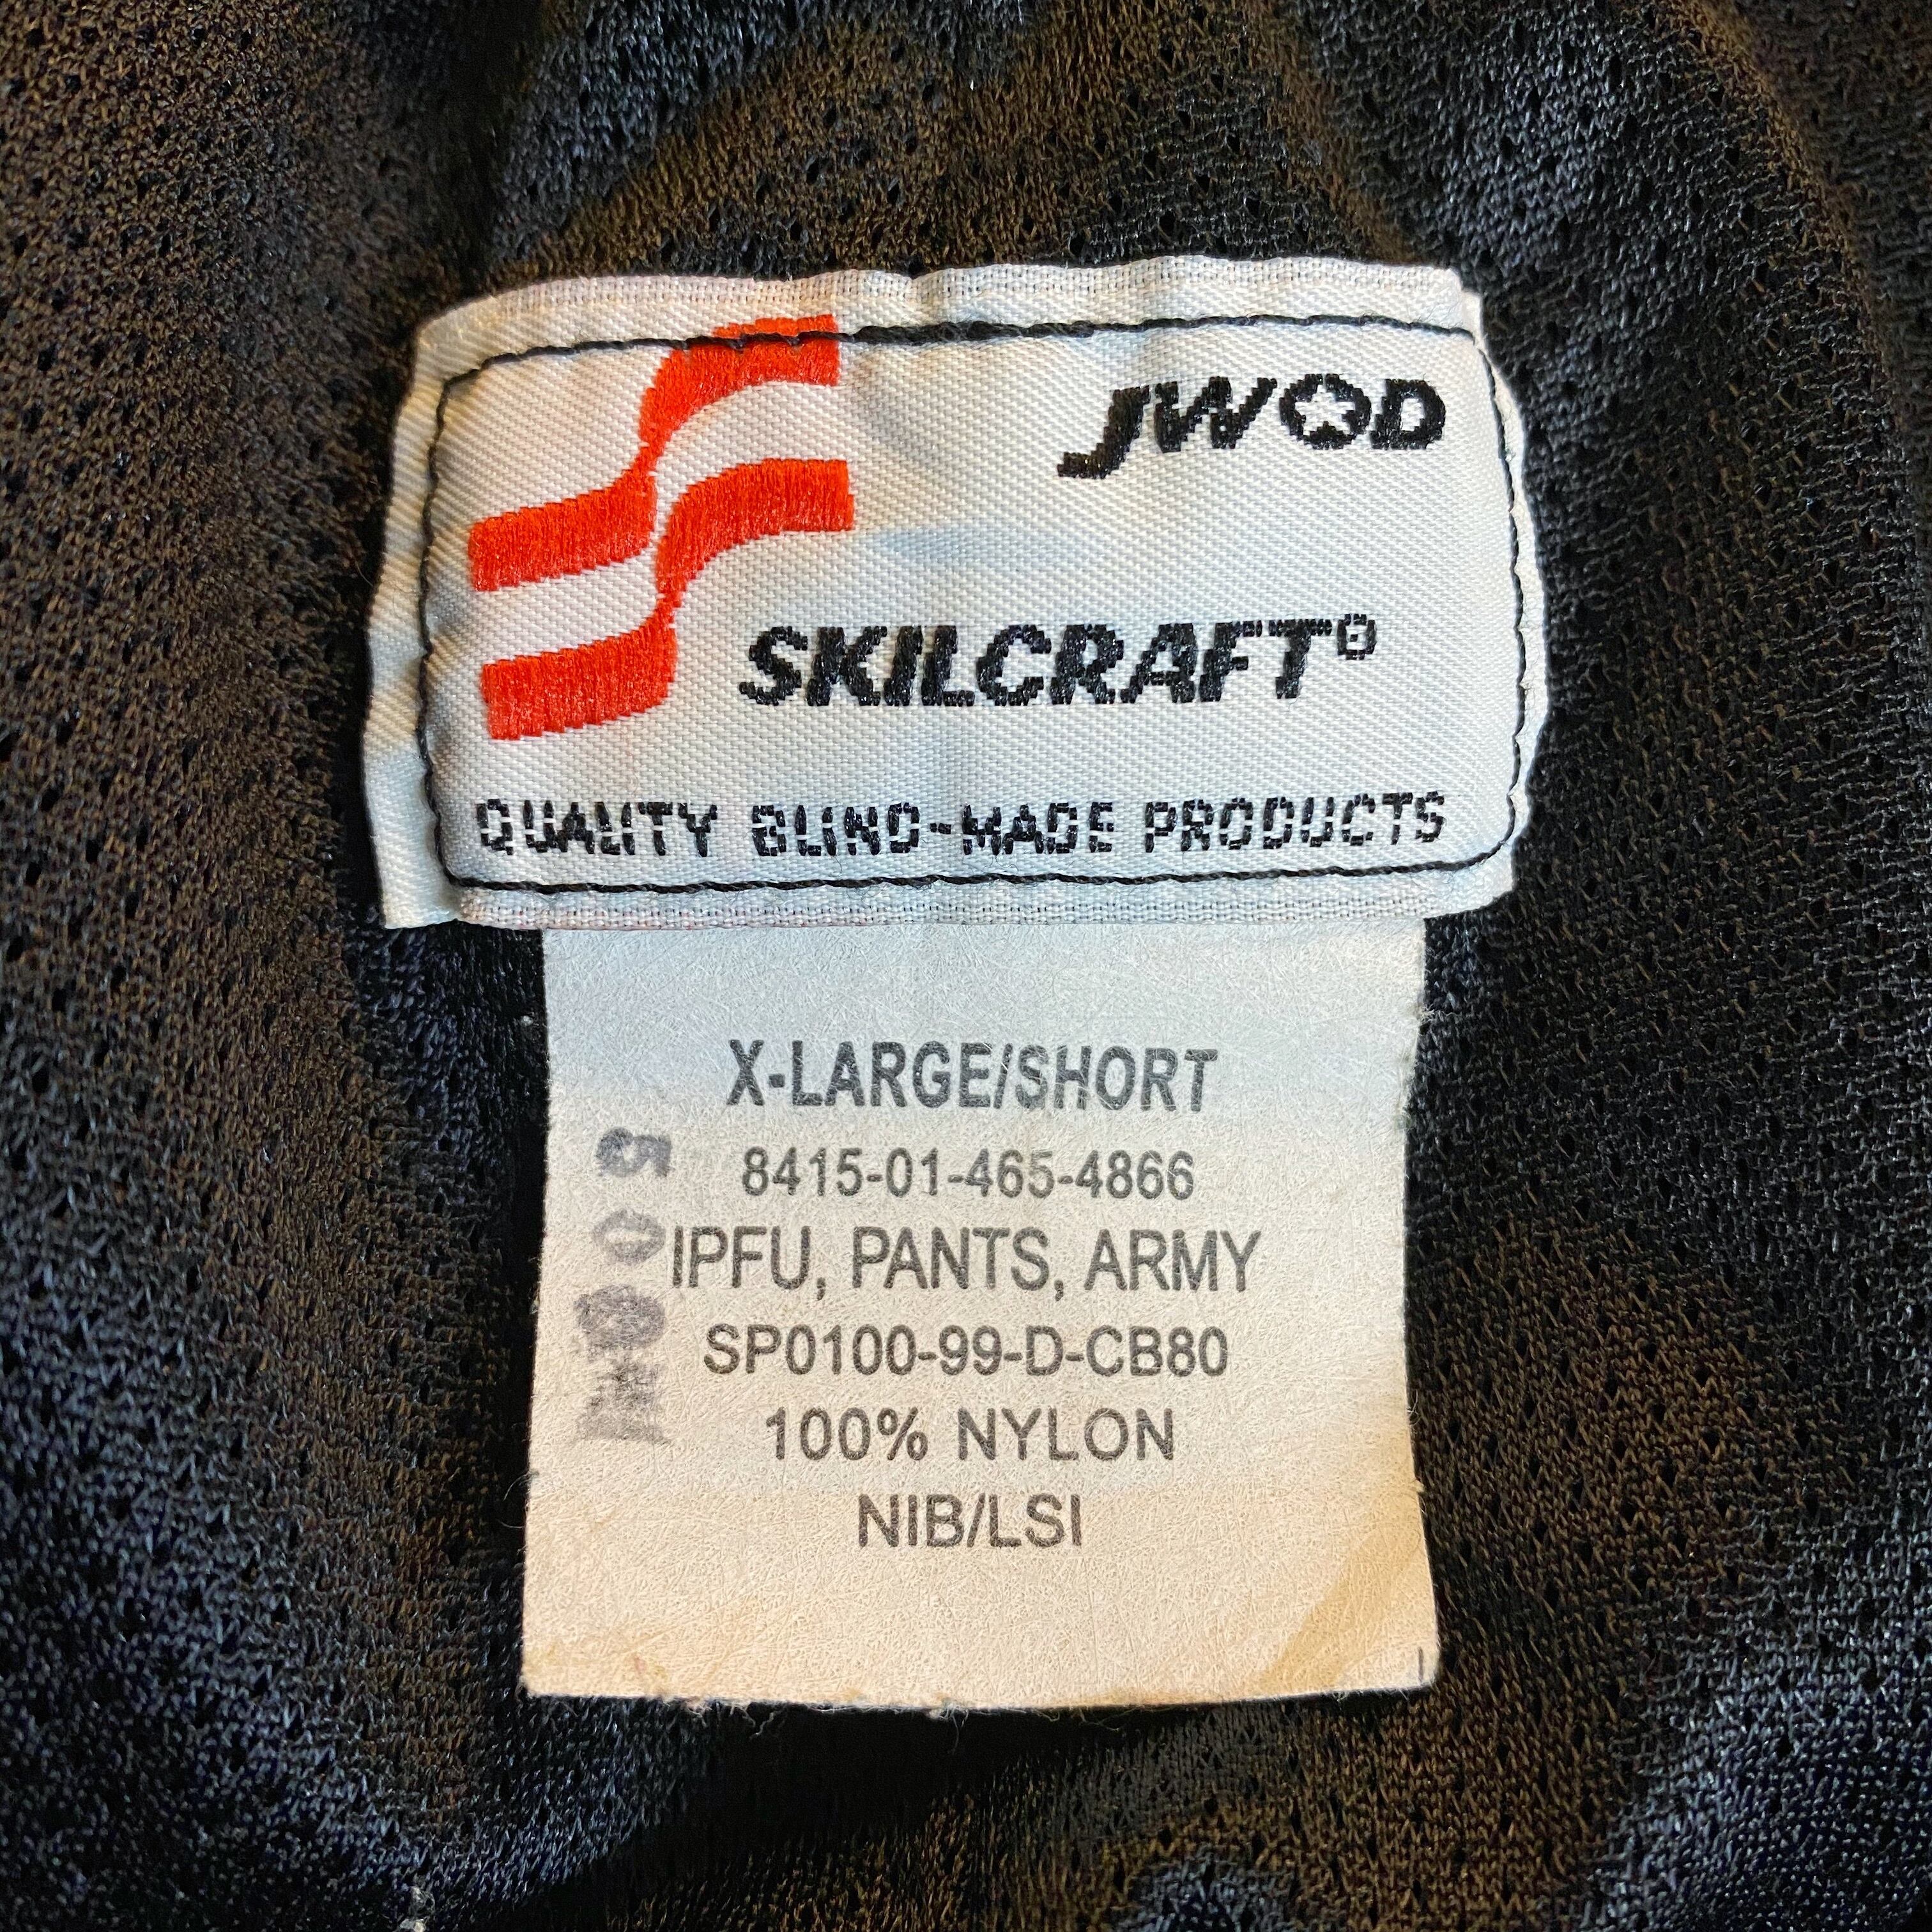 JWOD
SKILCRAFT®
QUALITY BLIND-MADE PRODUCTS
X-LARGE/SHORT
8415-01-465-4866
IPFU, PANTS, ARMY
SP0100-99-D-CB80
100% NYLON
NIB/LSI